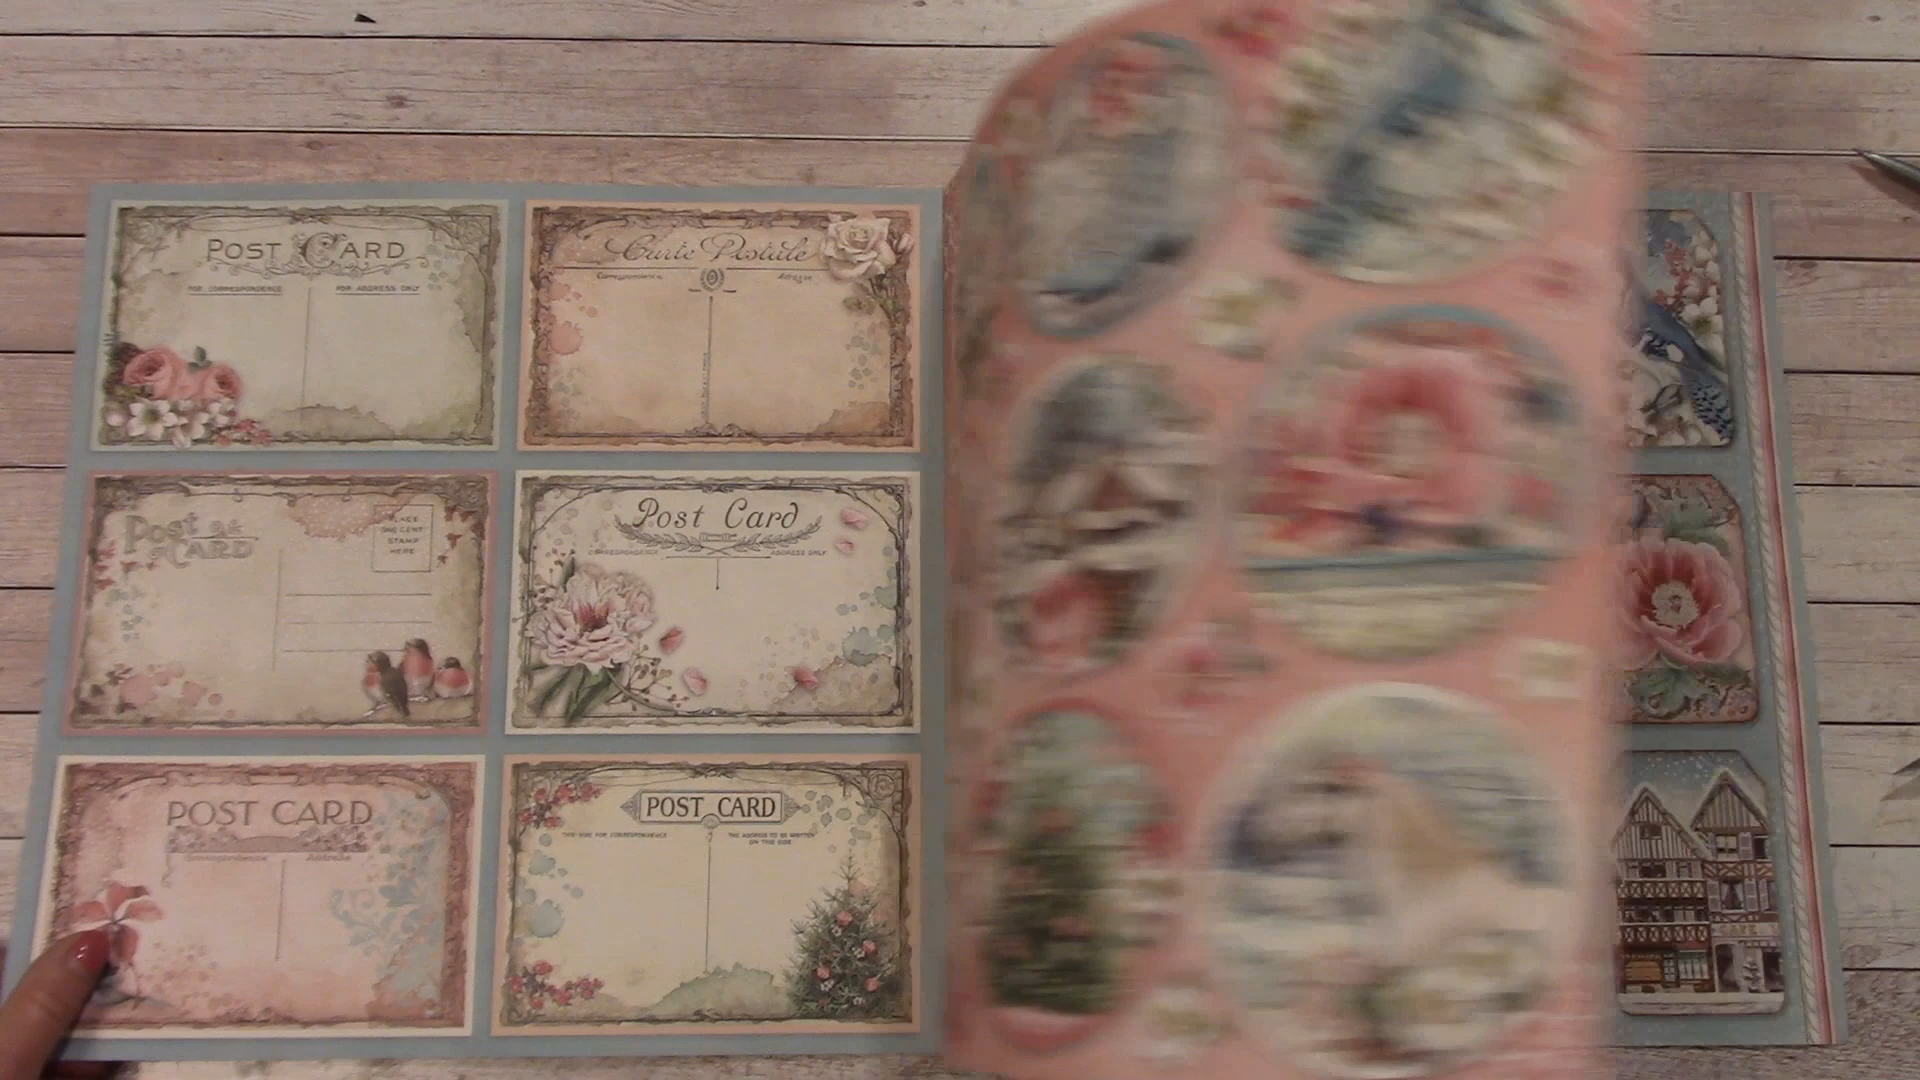 POST CARD
FOR CORRESPONDENCE
FOR ADDRESS ONLY
Carte Postale
Correspondence
Adresse
Post
CARD
PLACE
ONE CENT
STAMP
HERE
Post Card
CORRESPONDENCE
ADDRESS ONLY
POST CARD
Correspondence
POST CARD
THIS SIDE FOR CORRESPONDENCE
THE ADDRESS TO BE WRITTEN
ON THIS SIDE
CAFE